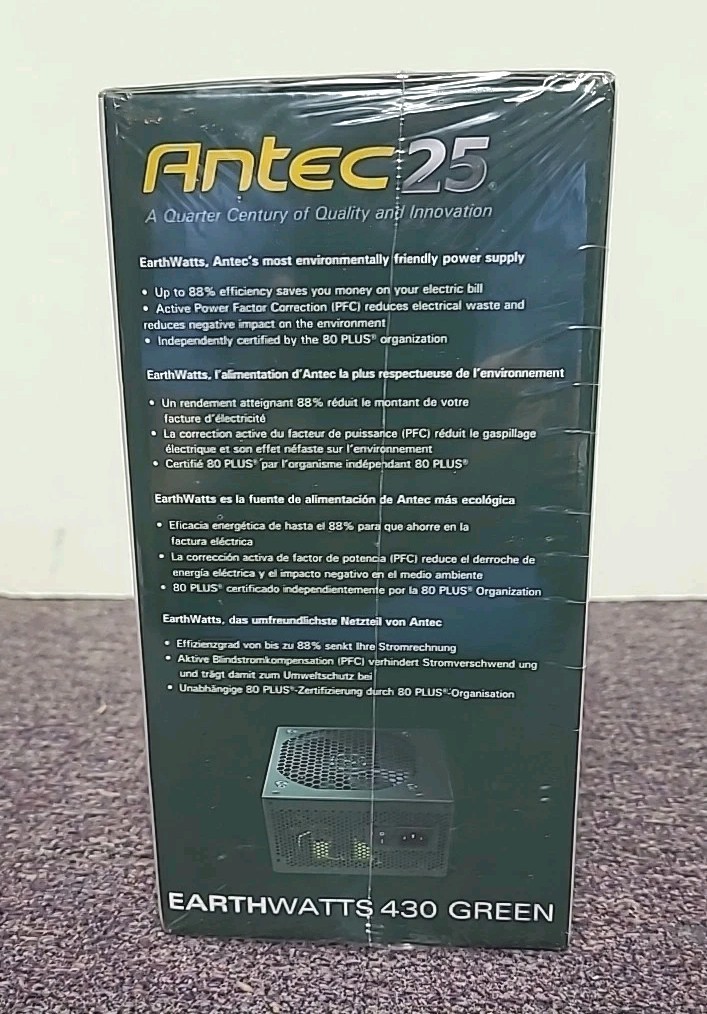 Antec 25®
A Quarter Century of Quality and Innovation
EarthWatts, Antec's most environmentally friendly power supply
• Up to 88% efficiency saves you money on your electric bill
• Active Power Factor Correction (PFC) reduces electrical waste and
reduces negative impact on the environment
• Independently certified by the 80 PLUS® organization
EarthWatts, l'alimentation d'Antec la plus respectueuse de l'environnement
• Un rendement atteignant 88% réduit le montant de votre
facture d'électricité
• La correction active du facteur de puissance (PFC) réduit le gaspillage
électrique et son effet néfaste sur l'environnement
• Certifié 80 PLUS® par l'organisme indépendant 80 PLUS®
EarthWatts es la fuente de alimentación de Antec más ecológica
• Eficacia energética de hasta el 88% para que ahorre en la
factura eléctrica
• La corrección activa de factor de potencia (PFC) reduce el derroche de
energía eléctrica y el impacto negativo en el medio ambiente
• 80 PLUS® certificado independientemente por la 80 PLUS® Organization
EarthWatts, das umfreundlichste Netzteil von Antec
• Effizienzgrad von bis zu 88% senkt Ihre Stromrechnung
• Aktive Blindstromkompensation (PFC) verhindert Stromverschwend ung
und trägt damit zum Umweltschutz bei
• Unabhängige 80 PLUS®-Zertifizierung durch 80 PLUS®-Organisation
EARTHWATTS 430 GREEN